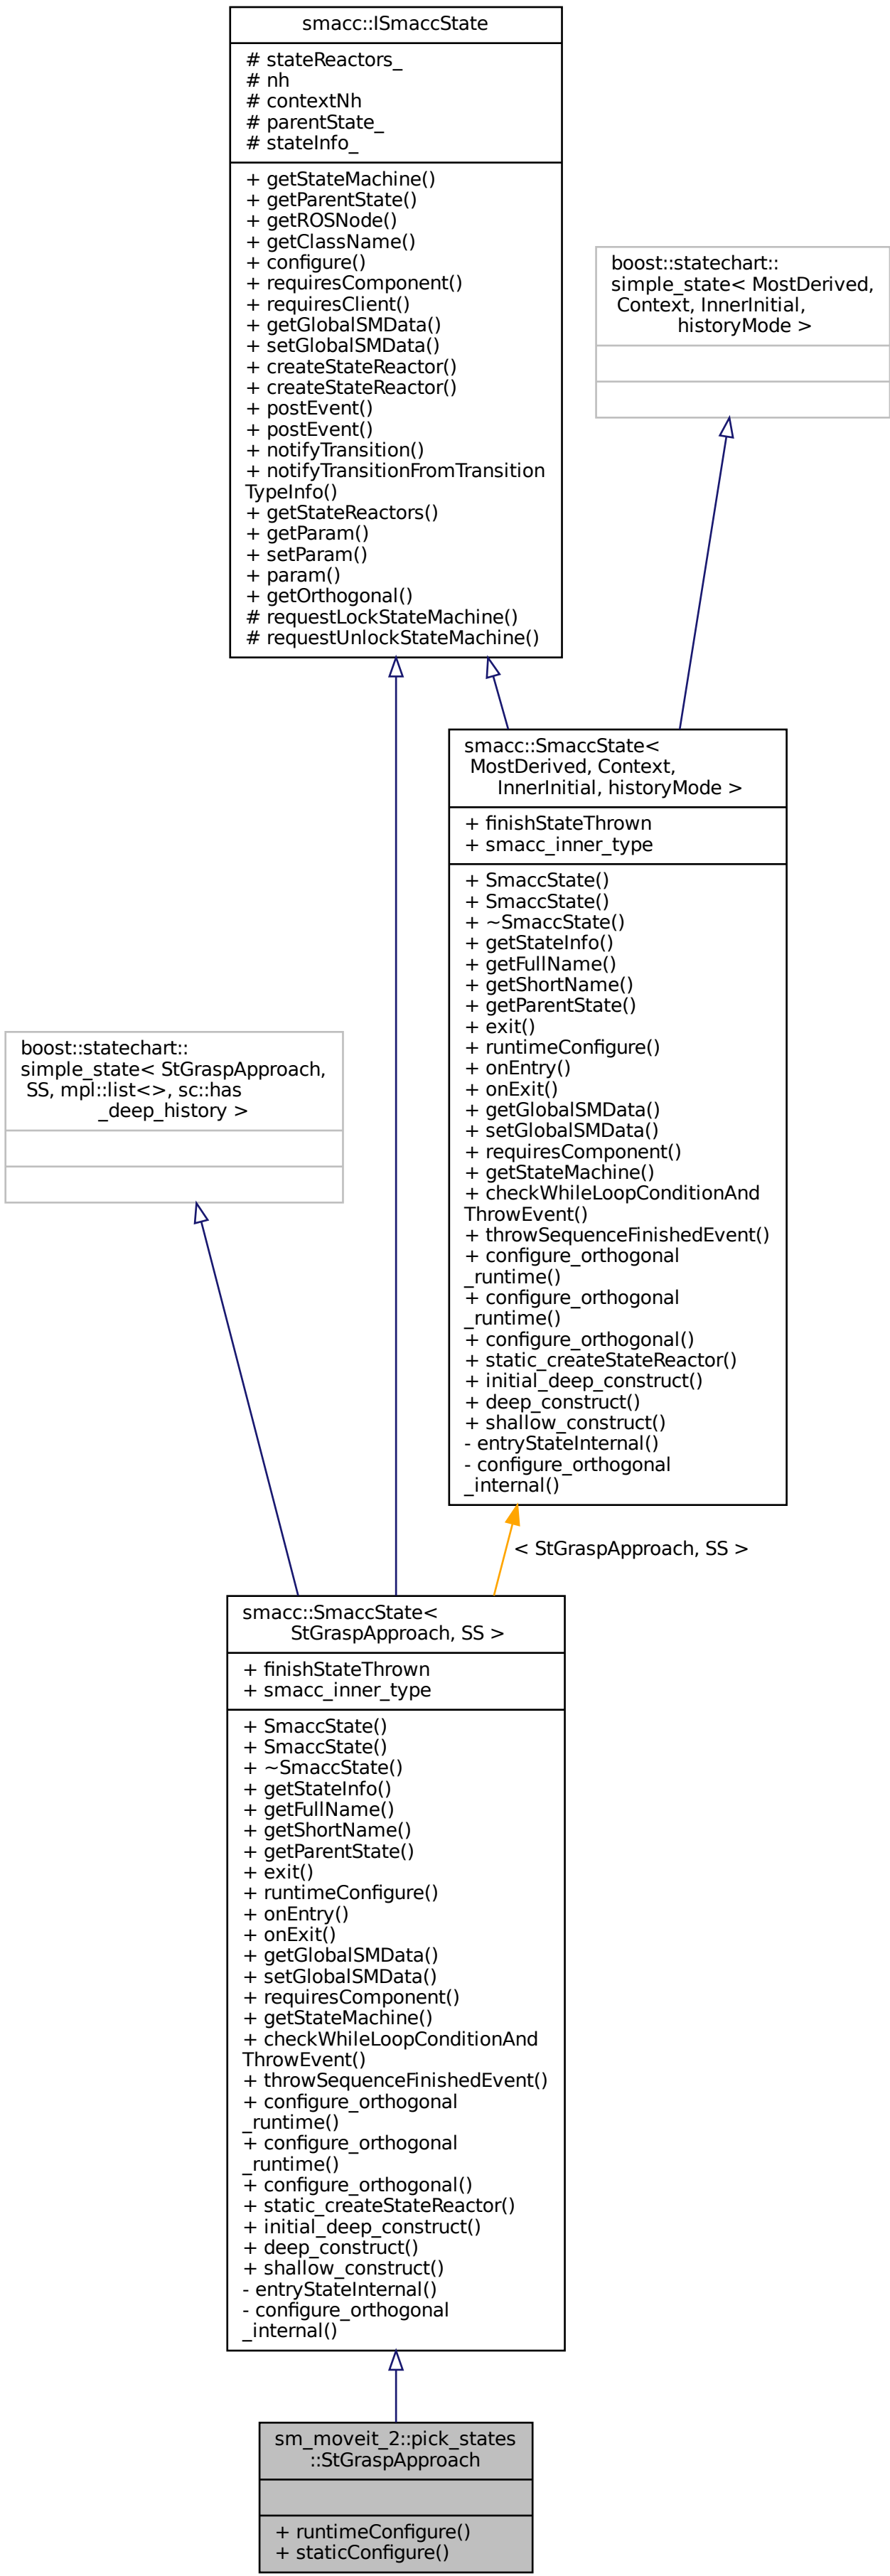 smacc::ISmaccState
# stateReactors_
# nh
# contextNh
# parentState_
# stateInfo_
+ getStateMachine()
+ getParentState()
+ getROSNode()
+ getClassName()
+ configure()
+ requiresComponent()
+ requiresClient()
+ getGlobalSMData()
+ setGlobalSMData()
+ createStateReactor()
+ createStateReactor()
+ postEvent()
+ postEvent()
+ notifyTransition()
+ notifyTransitionFromTransition
TypeInfo()
+ getStateReactors()
+ getParam()
+ setParam()
+ param()
+ getOrthogonal()
# requestLockStateMachine()
# requestUnlockStateMachine()
boost::statechart::
simple_state< MostDerived,
Context, InnerInitial,
historyMode >
smacc::SmaccState<
MostDerived, Context,
InnerInitial, historyMode >
+ finishStateThrown
+ smacc_inner_type
+ SmaccState()
+ SmaccState()
+ ~SmaccState()
+ getStateInfo()
+ getFullName()
+ getShortName()
+ getParentState()
+ exit()
+ runtimeConfigure()
+ onEntry()
+ onExit()
+ getGlobalSMData()
+ setGlobalSMData()
+ requiresComponent()
+ getStateMachine()
+ checkWhileLoopConditionAnd
ThrowEvent()
+ throwSequenceFinishedEvent()
+ configure_orthogonal
_runtime()
+ configure_orthogonal
_runtime()
+ configure_orthogonal()
+ static_createStateReactor()
+ initial_deep_construct()
+ deep_construct()
+ shallow_construct()
- entryStateInternal()
- configure_orthogonal
_internal()
boost::statechart::
simple_state< StGraspApproach,
SS, mpl::list<>, sc::has
_deep_history >
< StGraspApproach, SS >
smacc::SmaccState<
StGraspApproach, SS >
+ finishStateThrown
+ smacc_inner_type
+ SmaccState()
+ SmaccState()
+ ~SmaccState()
+ getStateInfo()
+ getFullName()
+ getShortName()
+ getParentState()
+ exit()
+ runtimeConfigure()
+ onEntry()
+ onExit()
+ getGlobalSMData()
+ setGlobalSMData()
+ requiresComponent()
+ getStateMachine()
+ checkWhileLoopConditionAnd
ThrowEvent()
+ throwSequenceFinishedEvent()
+ configure_orthogonal
_runtime()
+ configure_orthogonal
_runtime()
+ configure_orthogonal()
+ static_createStateReactor()
+ initial_deep_construct()
+ deep_construct()
+ shallow_construct()
- entryStateInternal()
- configure_orthogonal
_internal()
sm_moveit_2::pick_states
::StGraspApproach
+ runtimeConfigure()
+ staticConfigure()